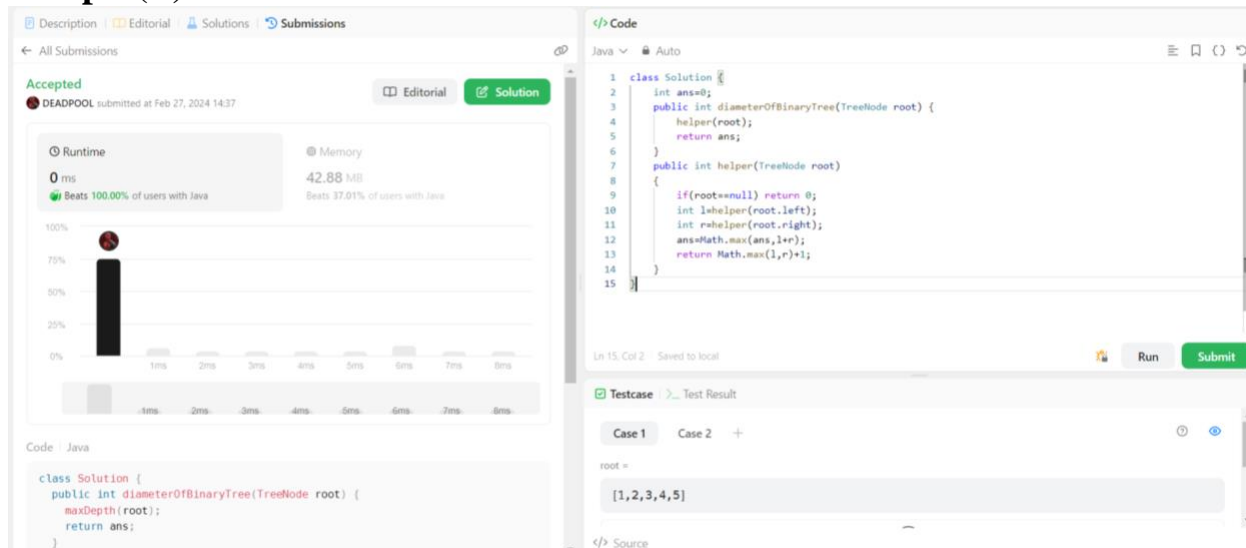 Description Editorial Solutions Submissions
← All Submissions
Accepted
DEADPOOL submitted at Feb 27, 2024 14:37
Editorial
Solution
Runtime
0 ms
Beats 100.00% of users with Java
Memory
42.88 MB
Beats 37.01% of users with Java
100%
75%
50%
25%
0%
1ms 2ms 3ms 4ms 5ms 6ms 7ms 8ms
1ms 2ms 3ms 4ms 5ms 6ms 7ms 8ms
Code Java
class Solution {
public int diameterOfBinaryTree(TreeNode root) {
maxDepth(root);
return ans;
}
</> Code
Java Auto
1 class Solution {
2 int ans=0;
3 public int diameterOfBinaryTree(TreeNode root) {
4 helper(root);
5 return ans;
6 }
7 public int helper(TreeNode root)
8 {
9 if(root==null) return 0;
10 int l=helper(root.left);
11 int r=helper(root.right);
12 ans=Math.max(ans,l+r);
13 return Math.max(l,r)+1;
14 }
15 }
Ln 15, Col 2 Saved to local
Run
Submit
Testcase >_ Test Result
Case 1 Case 2 +
root =
[1,2,3,4,5]
</> Source